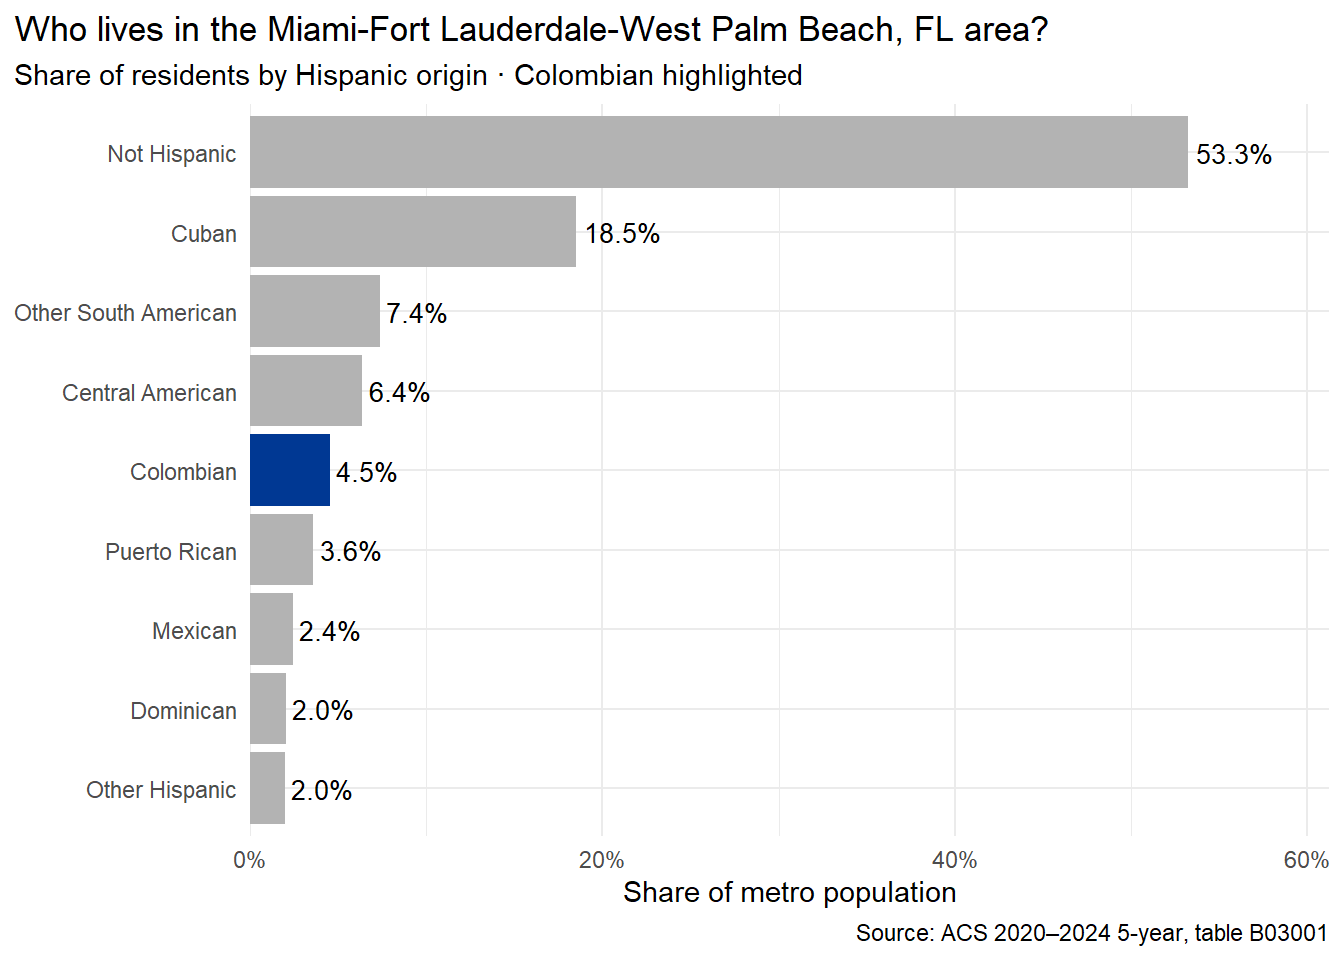 Who lives in the Miami-Fort Lauderdale-West Palm Beach, FL area?
Share of residents by Hispanic origin · Colombian highlighted
Not Hispanic 53.3%
Cuban 18.5%
Other South American 7.4%
Central American 6.4%
Colombian 4.5%
Puerto Rican 3.6%
Mexican 2.4%
Dominican 2.0%
Other Hispanic 2.0%
0% 20% 40% 60%
Share of metro population
Source: ACS 2020–2024 5-year, table B03001